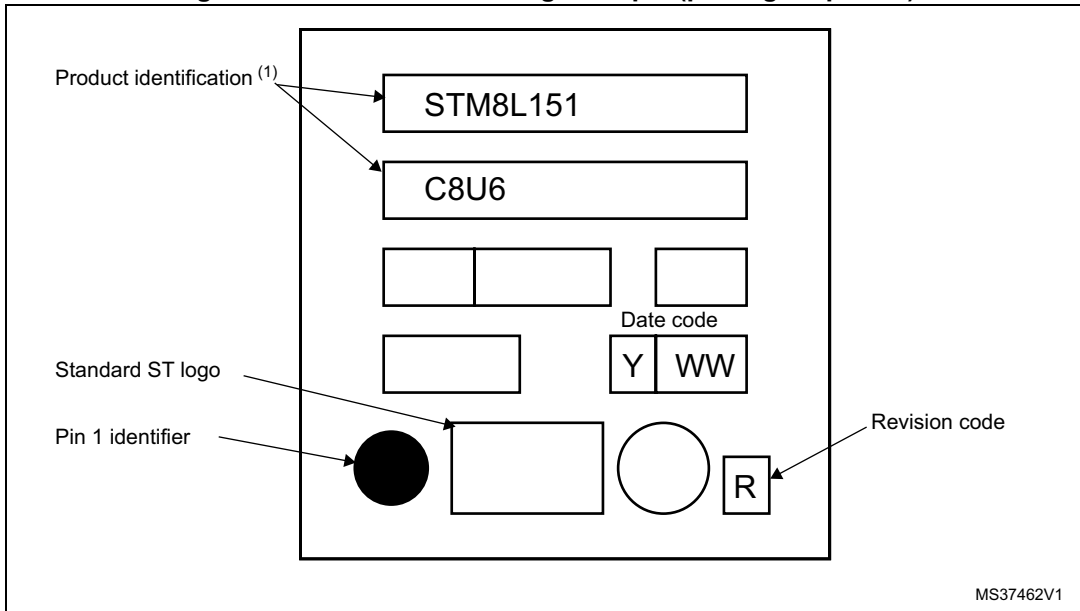 Product identification (1)
STM8L151
C8U6
Date code
Y WW
Standard ST logo
Pin 1 identifier
Revision code
R
MS37462V1